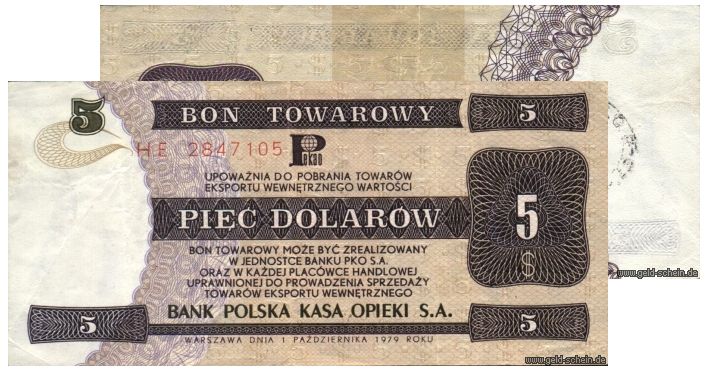 5
BON TOWAROWY
5
HE 2847105
Pekao
UPOWAŻNIA DO POBRANIA TOWARÓW
EKSPORTU WEWNĘTRZNEGO WARTOŚCI
PIĘĆ DOLARÓW
5
$
BON TOWAROWY MOŻE BYĆ ZREALIZOWANY
W JEDNOSTCE BANKU PKO S.A.
ORAZ W KAŻDEJ PLACÓWCE HANDLOWEJ
UPRAWNIONEJ DO PROWADZENIA SPRZEDAŻY
TOWARÓW EKSPORTU WEWNĘTRZNEGO
5
BANK POLSKA KASA OPIEKI S.A.
5
WARSZAWA DNIA 1 PAŹDZIERNIKA 1979 ROKU
www.geld-schein.de
www.geld-schein.de